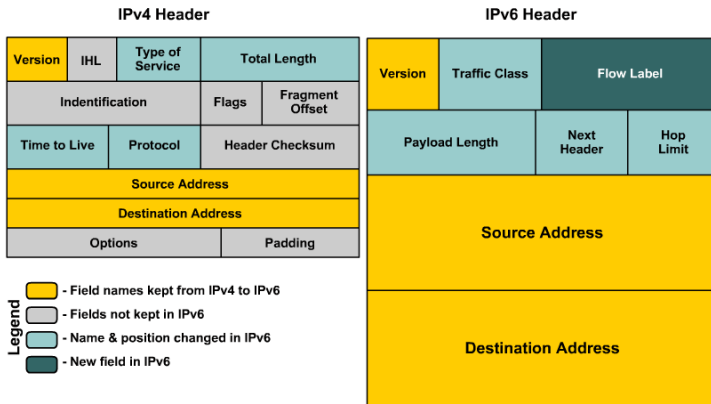 IPv4 Header
IPv6 Header
Version
IHL
Type of
Service
Total Length
Indentification
Flags
Fragment
Offset
Time to Live
Protocol
Header Checksum
Source Address
Destination Address
Options
Padding
Version
Traffic Class
Flow Label
Payload Length
Next
Header
Hop
Limit
Source Address
Destination Address
Legend
- Field names kept from IPv4 to IPv6
- Fields not kept in IPv6
- Name & position changed in IPv6
- New field in IPv6